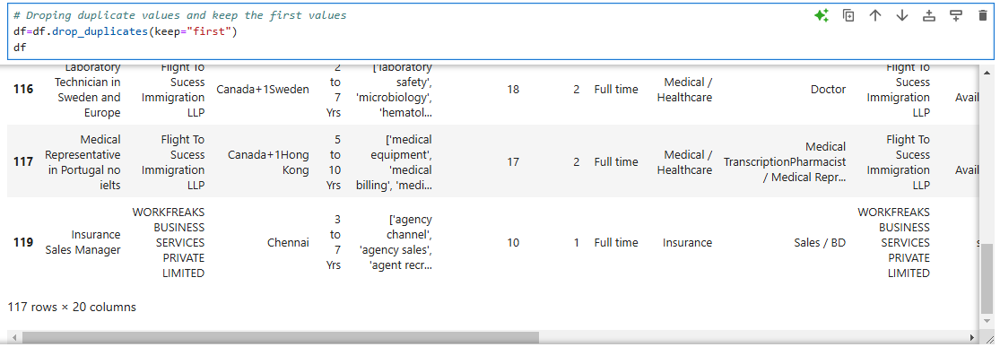 # Droping duplicate values and keep the first values
df=df.drop_duplicates(keep="first")
df
116 Laboratory Technician in Sweden and Europe Flight To Sucess Immigration LLP Canada+1Sweden 2 to 7 Yrs ['laboratory safety', 'microbiology', 'hematol... 18 2 Full time Medical / Healthcare Doctor Flight To Sucess Immigration LLP Avail
117 Medical Representative in Portugal no ielts Flight To Sucess Immigration LLP Canada+1Hong Kong 5 to 10 Yrs ['medical equipment', 'medical billing', 'medi... 17 2 Full time Medical / Healthcare Medical TranscriptionPharmacist / Medical Repr... Flight To Sucess Immigration LLP Avail
119 Insurance Sales Manager WORKFREAKS BUSINESS SERVICES PRIVATE LIMITED Chennai 3 to 7 Yrs ['agency channel', 'agency sales', 'agent recr... 10 1 Full time Insurance Sales / BD WORKFREAKS BUSINESS SERVICES PRIVATE LIMITED s
117 rows × 20 columns